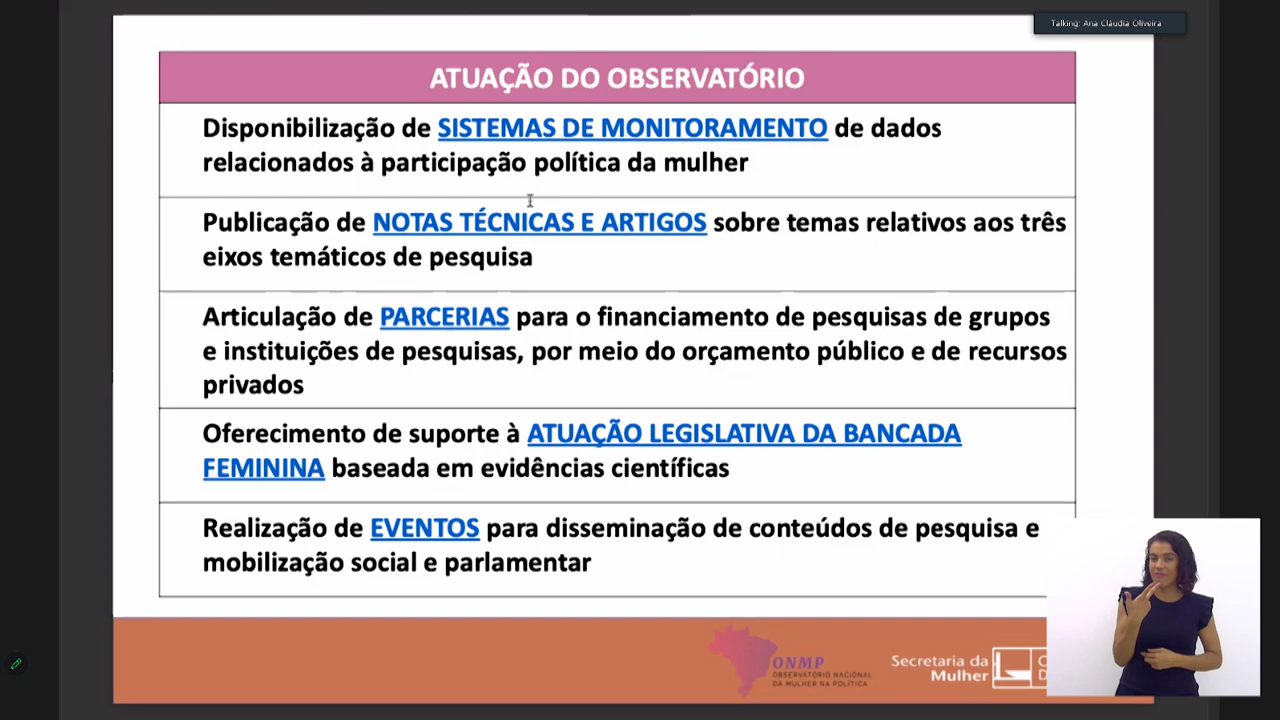 Talking: Ana Cláudia Oliveira
ATUAÇÃO DO OBSERVATÓRIO
Disponibilização de SISTEMAS DE MONITORAMENTO de dados
relacionados à participação política da mulher
Publicação de NOTAS TÉCNICAS E ARTIGOS sobre temas relativos aos três
eixos temáticos de pesquisa
Articulação de PARCERIAS para o financiamento de pesquisas de grupos
e instituições de pesquisas, por meio do orçamento público e de recursos
privados
Oferecimento de suporte à ATUAÇÃO LEGISLATIVA DA BANCADA
FEMININA baseada em evidências científicas
Realização de EVENTOS para disseminação de conteúdos de pesquisa e
mobilização social e parlamentar
ONMP
OBSERVATÓRIO NACIONAL
DA MULHER NA POLÍTICA
Secretaria da
Mulher